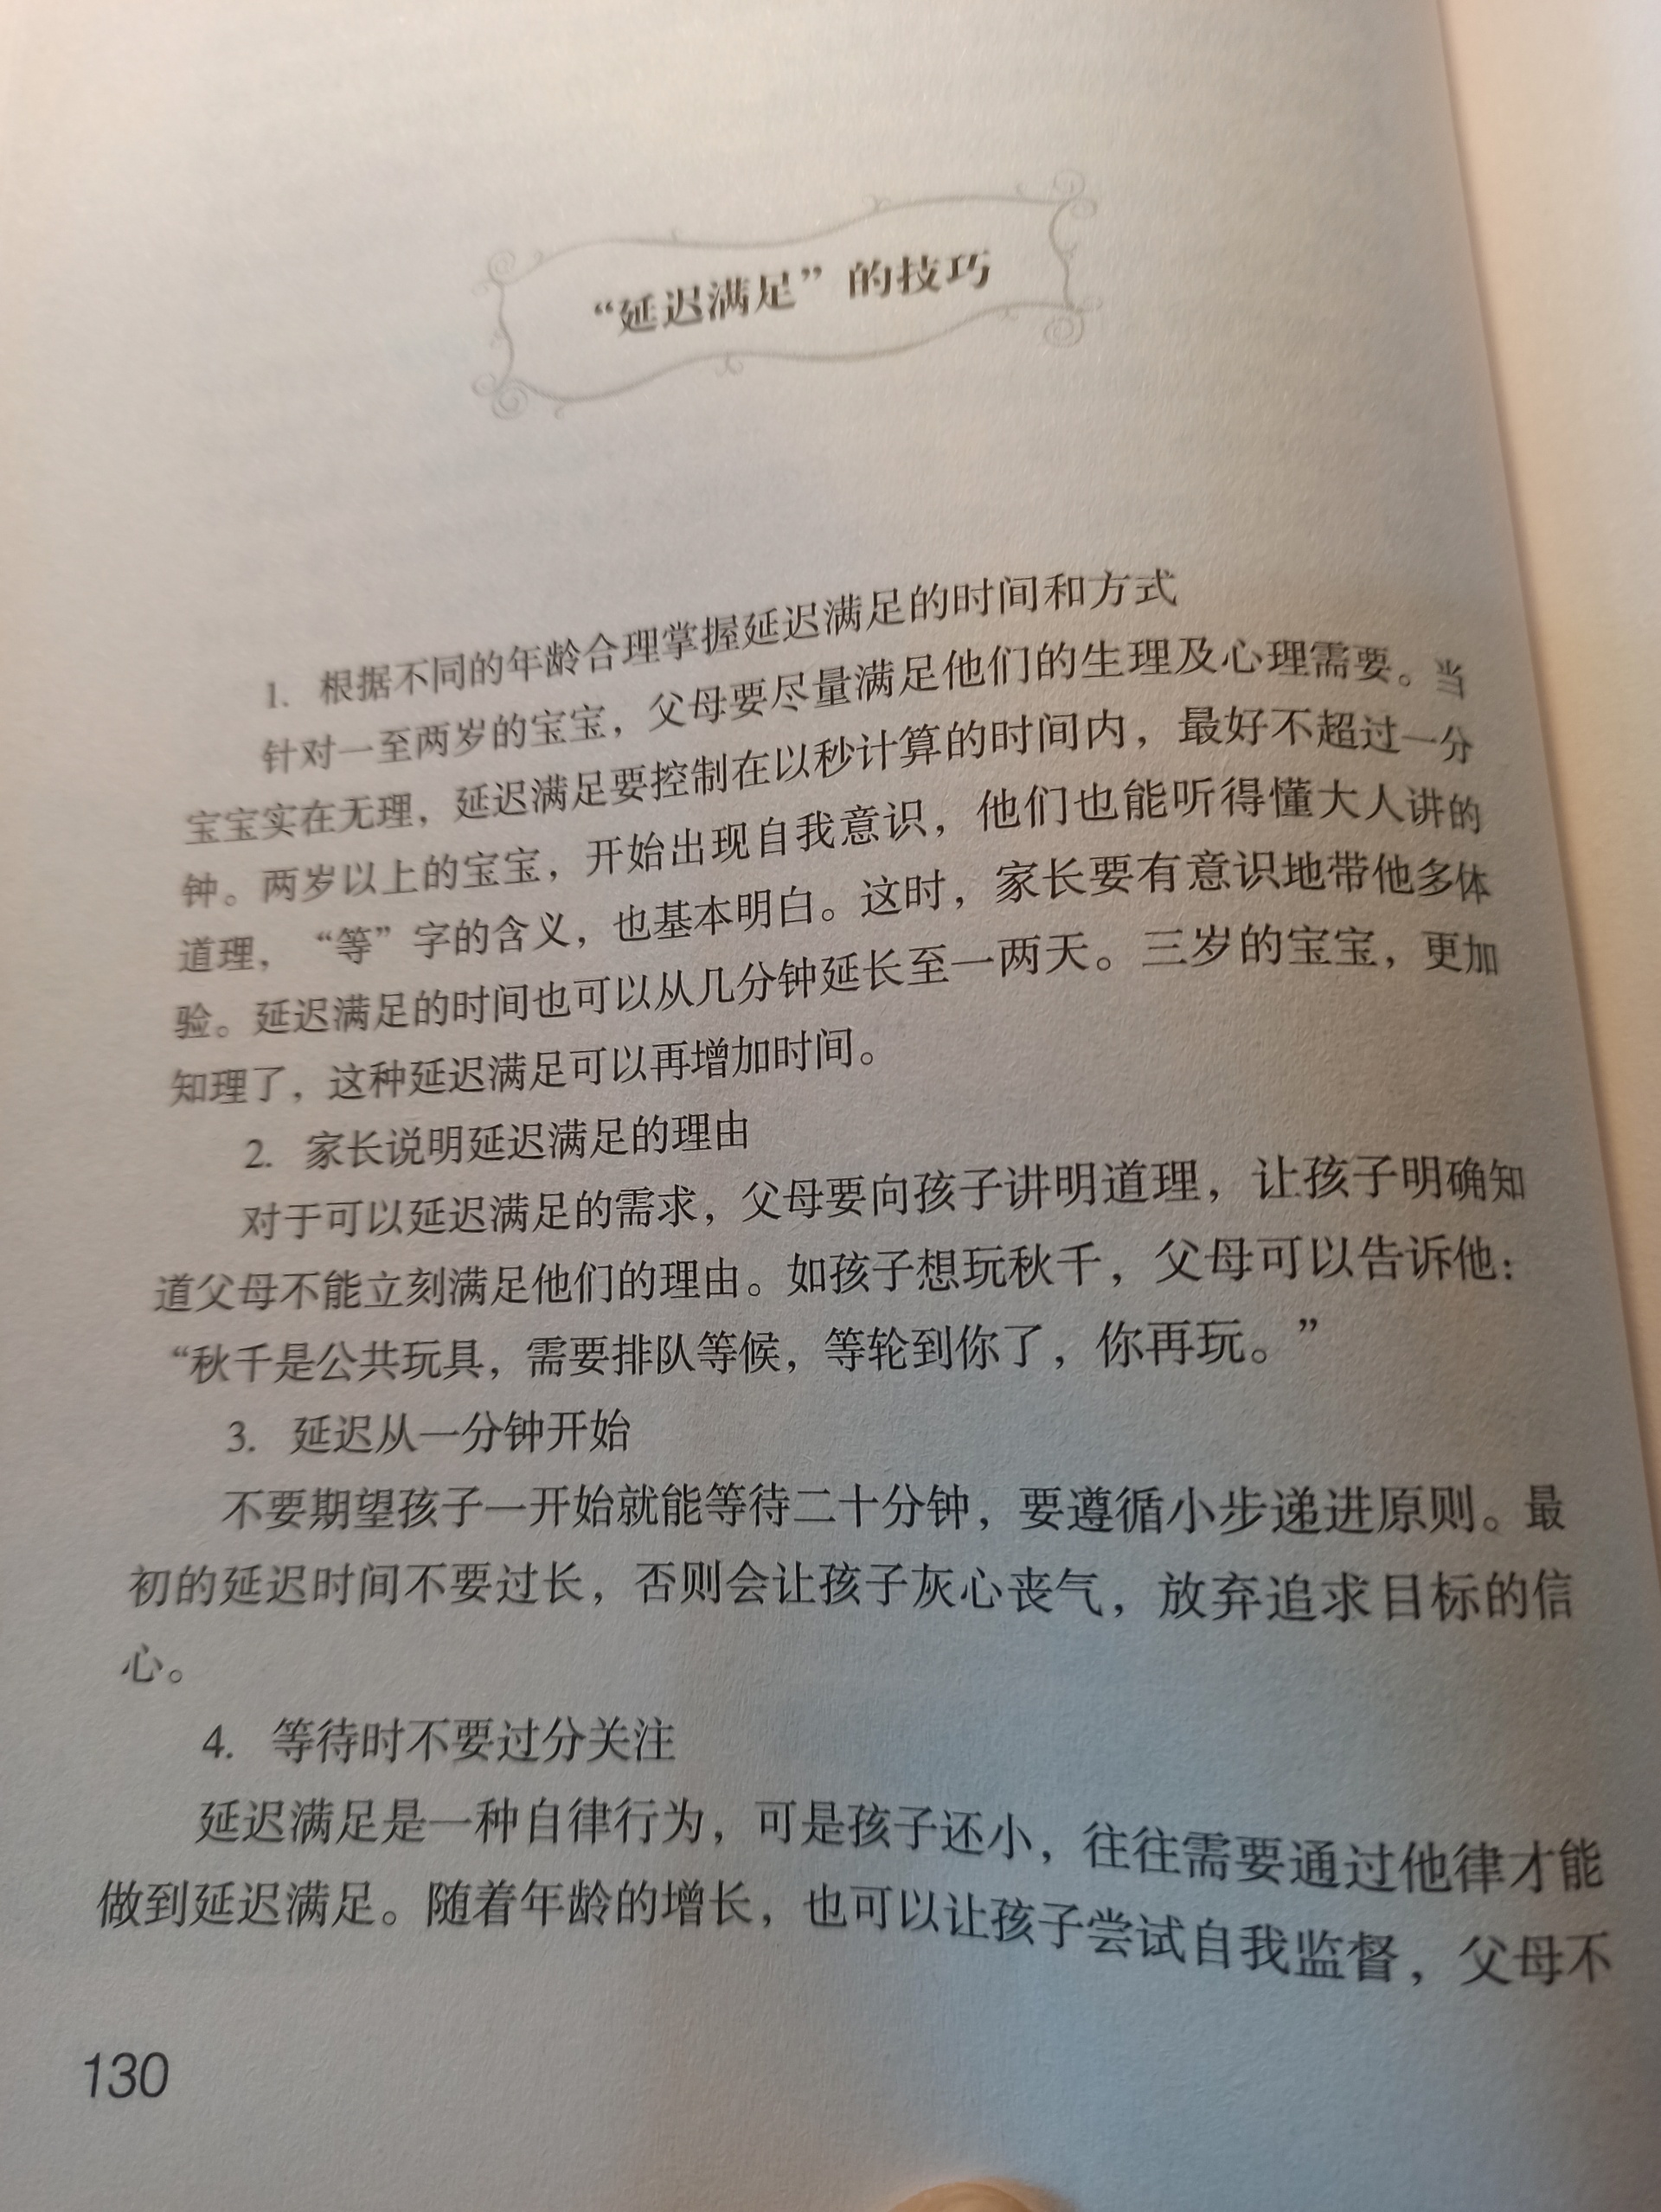 “延迟满足”的技巧
1. 根据不同的年龄合理掌握延迟满足的时间和方式
针对一至两岁的宝宝，父母要尽量满足他们的生理及心理需要。当
宝宝实在无理，延迟满足要控制在以秒计算的时间内，最好不超过一分
钟。两岁以上的宝宝，开始出现自我意识，他们也能听得懂大人讲的
道理，“等”字的含义，也基本明白。这时，家长要有意识地带他多体
验。延迟满足的时间也可以从几分钟延长至一两天。三岁的宝宝，更加
知理了，这种延迟满足可以再增加时间。
2. 家长说明延迟满足的理由
对于可以延迟满足的需求，父母要向孩子讲明道理，让孩子明确知
道父母不能立刻满足他们的理由。如孩子想玩秋千，父母可以告诉他：
“秋千是公共玩具，需要排队等候，等轮到你了，你再玩。”
3. 延迟从一分钟开始
不要期望孩子一开始就能等待二十分钟，要遵循小步递进原则。最
初的延迟时间不要过长，否则会让孩子灰心丧气，放弃追求目标的信
心。
4. 等待时不要过分关注
延迟满足是一种自律行为，可是孩子还小，往往需要通过他律才能
做到延迟满足。随着年龄的增长，也可以让孩子尝试自我监督，父母不
130